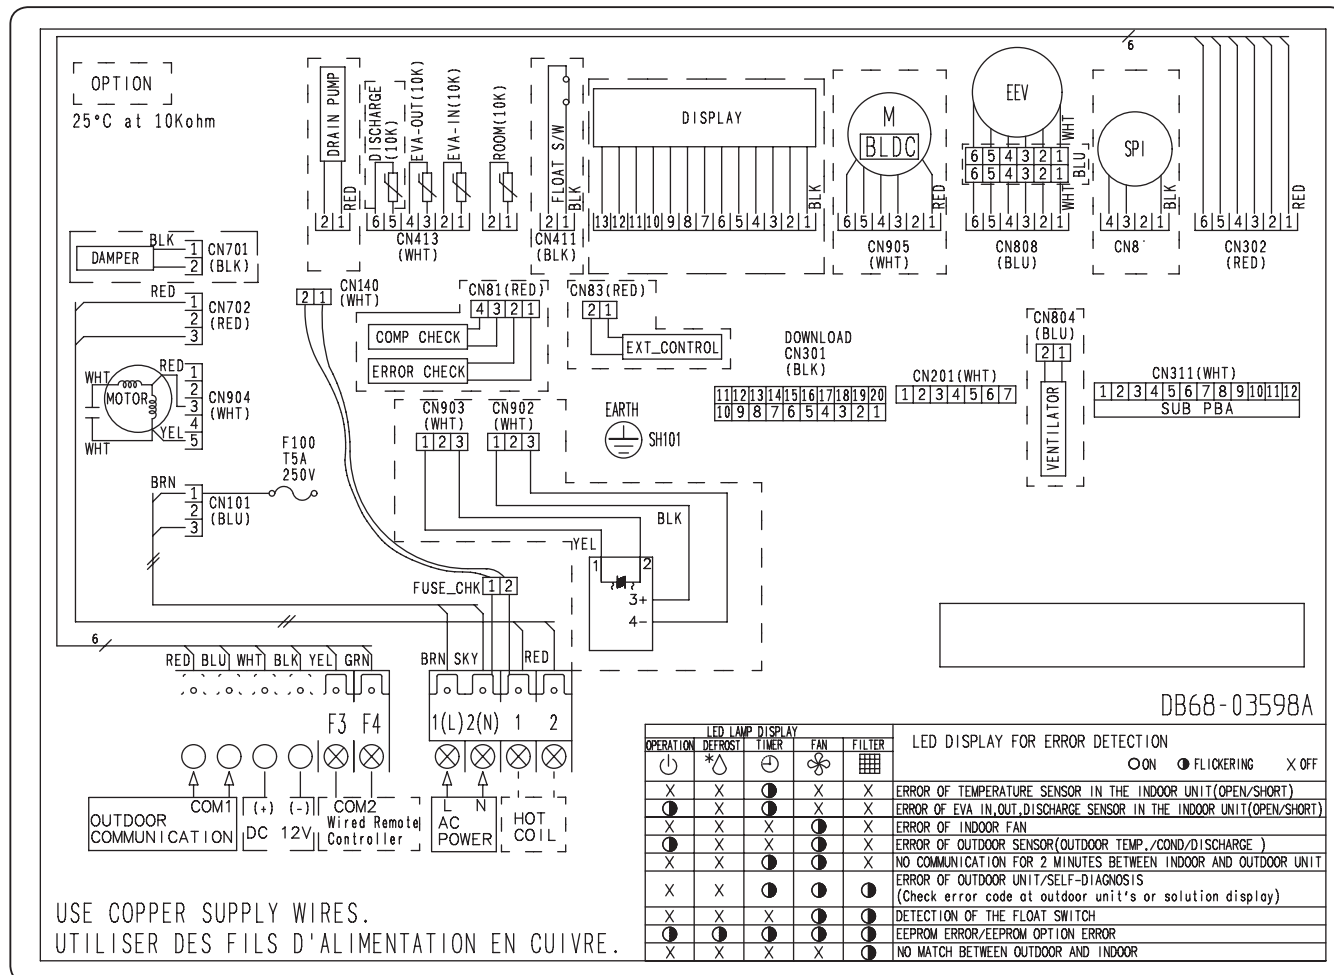 6
OPTION
25°C at 10Kohm
DRAIN PUMP
RED
2 1
DISCHARGE
(10K)
EVA-OUT(10K)
EVA-IN(10K)
ROOM(10K)
6 5 4 3 2 1
2 1
CN413
(WHT)
FLOAT S/W
BLK
2 1
CN411
(BLK)
DISPLAY
BLK
13 12 11 10 9 8 7 6 5 4 3 2 1
M
BLDC
RED
6 5 4 3 2 1
CN905
(WHT)
EEV
WHT
6 5 4 3 2 1
6 5 4 3 2 1
BLU
WHT
6 5 4 3 2 1
CN808
(BLU)
SPI
BLK
4 3 2 1
CN8
RED
6 5 4 3 2 1
CN302
(RED)
DAMPER
BLK
1
2
CN701
(BLK)
RED
1
2
3
CN702
(RED)
WHT
MOTOR
WHT
RED
YEL
1
2
3
4
5
CN904
(WHT)
BRN
1
2
3
CN101
(BLU)
F100
T5A
250V
2 1
CN140
(WHT)
CN81(RED)
4 3 2 1
COMP CHECK
ERROR CHECK
CN83(RED)
2 1
EXT_CONTROL
CN903
(WHT)
1 2 3
CN902
(WHT)
1 2 3
EARTH
SH101
DOWNLOAD
CN301
(BLK)
11 12 13 14 15 16 17 18 19 20
10 9 8 7 6 5 4 3 2 1
CN201(WHT)
1 2 3 4 5 6 7
CN804
(BLU)
2 1
VENTILATOR
CN311(WHT)
1 2 3 4 5 6 7 8 9 10 11 12
SUB PBA
BLK
YEL
1 2
3+
4-
FUSE_CHK 1 2
6
RED BLU WHT BLK YEL GRN
BRN SKY RED
F3 F4
1(L) 2(N) 1 2
COM1
OUTDOOR
COMMUNICATION
(+) (-)
DC 12V
COM2
Wired Remote
Controller
L N
AC
POWER
HOT
COIL
DB68-03598A
LED LAMP DISPLAY
OPERATION DEFROST TIMER FAN FILTER
LED DISPLAY FOR ERROR DETECTION
○ON ◑FLICKERING X OFF
X X ◑ X X ERROR OF TEMPERATURE SENSOR IN THE INDOOR UNIT(OPEN/SHORT)
◑ X ◑ X X ERROR OF EVA IN,OUT,DISCHARGE SENSOR IN THE INDOOR UNIT(OPEN/SHORT)
X X X ◑ X ERROR OF INDOOR FAN
◑ X X ◑ X ERROR OF OUTDOOR SENSOR(OUTDOOR TEMP./COND/DISCHARGE )
X X ◑ ◑ X NO COMMUNICATION FOR 2 MINUTES BETWEEN INDOOR AND OUTDOOR UNIT
X X ◑ ◑ ◑ ERROR OF OUTDOOR UNIT/SELF-DIAGNOSIS
(Check error code at outdoor unit's or solution display)
X X X ◑ ◑ DETECTION OF THE FLOAT SWITCH
◑ ◑ ◑ ◑ ◑ EEPROM ERROR/EEPROM OPTION ERROR
X X X X ◑ NO MATCH BETWEEN OUTDOOR AND INDOOR
USE COPPER SUPPLY WIRES.
UTILISER DES FILS D'ALIMENTATION EN CUIVRE.